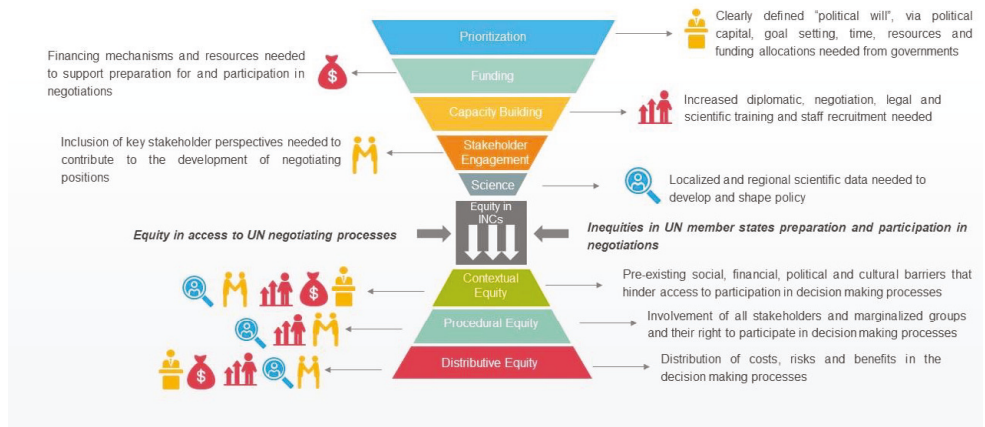 Prioritization
Clearly defined "political will", via political
capital, goal setting, time, resources and
funding allocations needed from governments
Financing mechanisms and resources needed
to support preparation for and participation in
negotiations
$
Funding
Capacity Building
Increased diplomatic, negotiation, legal and
scientific training and staff recruitment needed
Inclusion of key stakeholder perspectives needed to
contribute to the development of negotiating
positions
Stakeholder
Engagement
Science
Localized and regional scientific data needed to
develop and shape policy
Equity in
INCs
Equity in access to UN negotiating processes
Inequities in UN member states preparation and participation in
negotiations
$
Contextual
Equity
Pre-existing social, financial, political and cultural barriers that
hinder access to participation in decision making processes
Procedural Equity
Involvement of all stakeholders and marginalized groups
and their right to participate in decision making processes
$
Distributive Equity
Distribution of costs, risks and benefits in the
decision making processes